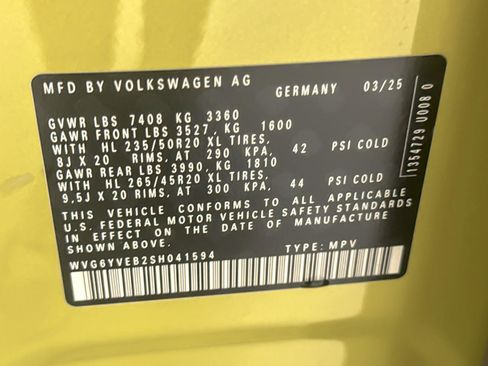 MFD BY VOLKSWAGEN AG GERMANY 03/25
GVWR LBS 7408 KG 3360
GAWR FRONT LBS 3527, KG 1600
WITH HL 235/50R20 XL TIRES,
8J X 20 RIMS, AT 290 KPA, 42 PSI COLD
GAWR REAR LBS 3990, KG 1810
WITH HL 265/45R20 XL TIRES,
9.5J X 20 RIMS, AT 300 KPA, 44 PSI COLD
THIS VEHICLE CONFORMS TO ALL APPLICABLE
U.S. FEDERAL MOTOR VEHICLE SAFETY STANDARDS
IN EFFECT ON THE DATE OF MANUFACTURE
SHOWN ABOVE.
WVG6YVEB2SH041594 TYPE: MPV
1354729 U008 0